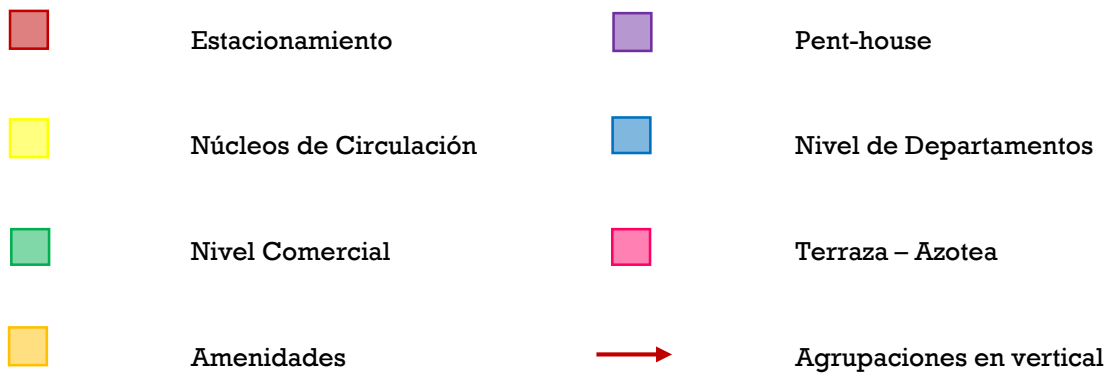 Estacionamiento
Pent-house
Núcleos de Circulación
Nivel de Departamentos
Nivel Comercial
Terraza – Azotea
Amenidades
Agrupaciones en vertical